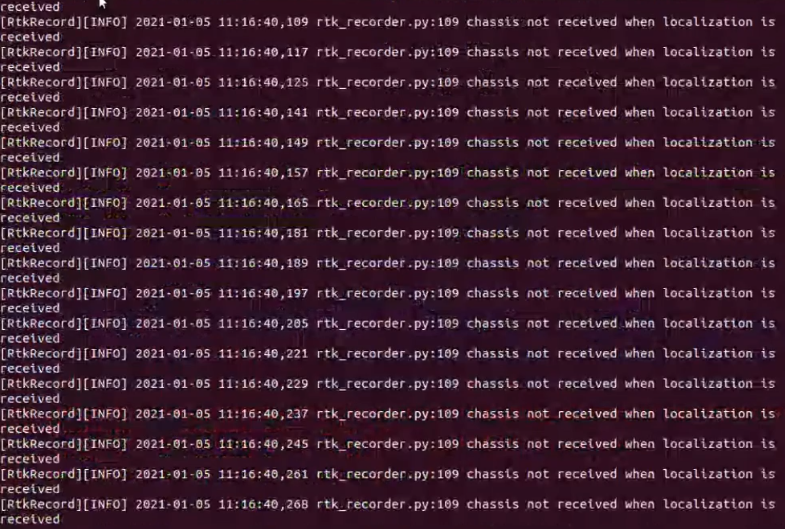 received
[RtkRecord][INFO] 2021-01-05 11:16:40,109 rtk_recorder.py:109 chassis not received when localization is
received
[RtkRecord][INFO] 2021-01-05 11:16:40,117 rtk_recorder.py:109 chassis not received when localization is
received
[RtkRecord][INFO] 2021-01-05 11:16:40,125 rtk_recorder.py:109 chassis not received when localization is
received
[RtkRecord][INFO] 2021-01-05 11:16:40,141 rtk_recorder.py:109 chassis not received when localization is
received
[RtkRecord][INFO] 2021-01-05 11:16:40,149 rtk_recorder.py:109 chassis not received when localization is
received
[RtkRecord][INFO] 2021-01-05 11:16:40,157 rtk_recorder.py:109 chassis not received when localization is
received
[RtkRecord][INFO] 2021-01-05 11:16:40,165 rtk_recorder.py:109 chassis not received when localization is
received
[RtkRecord][INFO] 2021-01-05 11:16:40,181 rtk_recorder.py:109 chassis not received when localization is
received
[RtkRecord][INFO] 2021-01-05 11:16:40,189 rtk_recorder.py:109 chassis not received when localization is
received
[RtkRecord][INFO] 2021-01-05 11:16:40,197 rtk_recorder.py:109 chassis not received when localization is
received
[RtkRecord][INFO] 2021-01-05 11:16:40,205 rtk_recorder.py:109 chassis not received when localization is
received
[RtkRecord][INFO] 2021-01-05 11:16:40,221 rtk_recorder.py:109 chassis not received when localization is
received
[RtkRecord][INFO] 2021-01-05 11:16:40,229 rtk_recorder.py:109 chassis not received when localization is
received
[RtkRecord][INFO] 2021-01-05 11:16:40,237 rtk_recorder.py:109 chassis not received when localization is
received
[RtkRecord][INFO] 2021-01-05 11:16:40,245 rtk_recorder.py:109 chassis not received when localization is
received
[RtkRecord][INFO] 2021-01-05 11:16:40,261 rtk_recorder.py:109 chassis not received when localization is
received
[RtkRecord][INFO] 2021-01-05 11:16:40,268 rtk_recorder.py:109 chassis not received when localization is
received